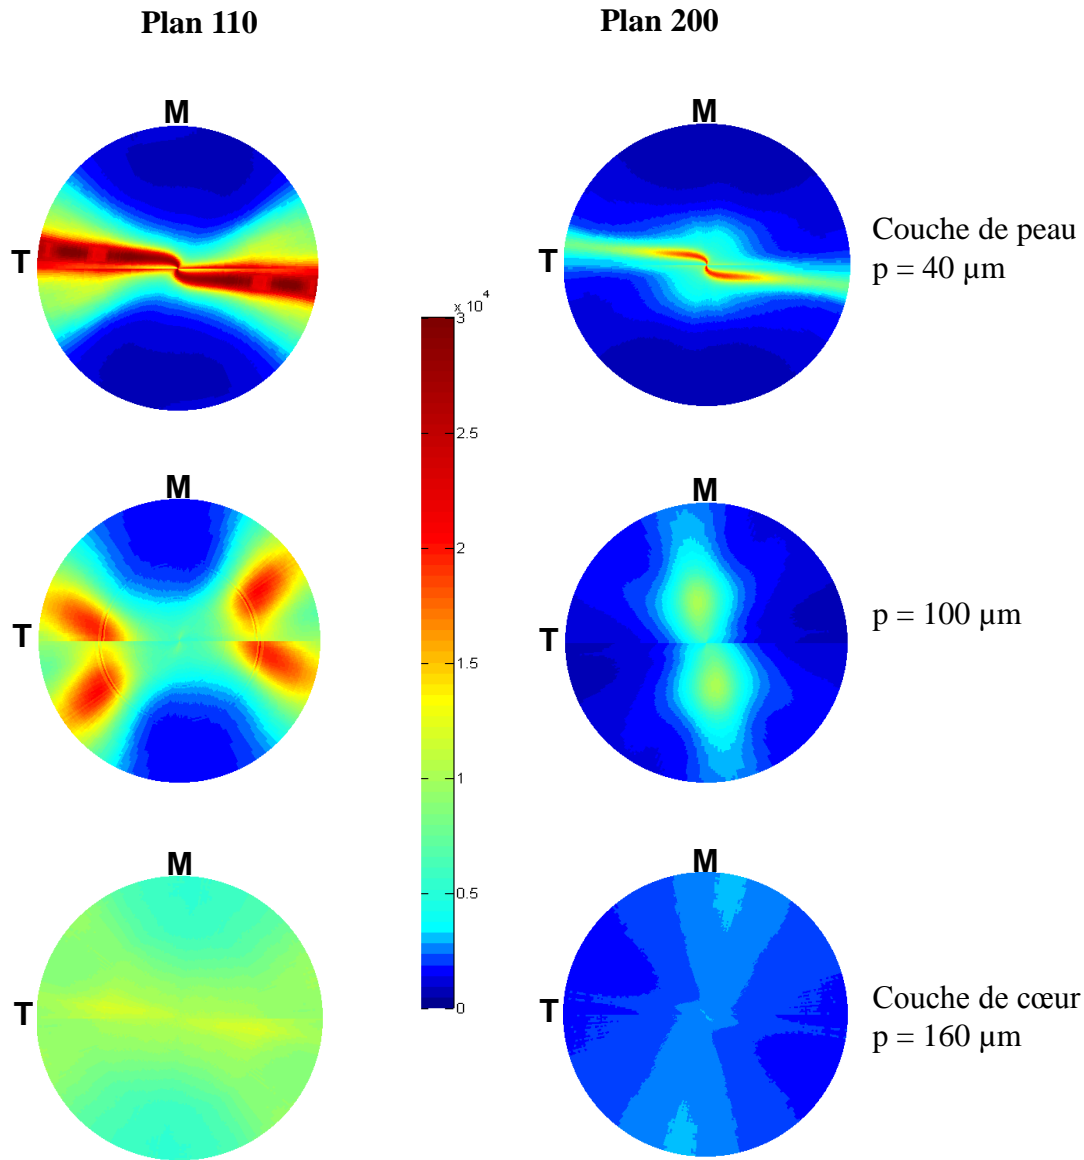 Plan 110
Plan 200
M
M
T
T
Couche de peau
p = 40 µm
x 10⁴
3
2.5
2
1.5
1
0.5
0
M
M
T
T
p = 100 µm
M
M
T
T
Couche de cœur
p = 160 µm